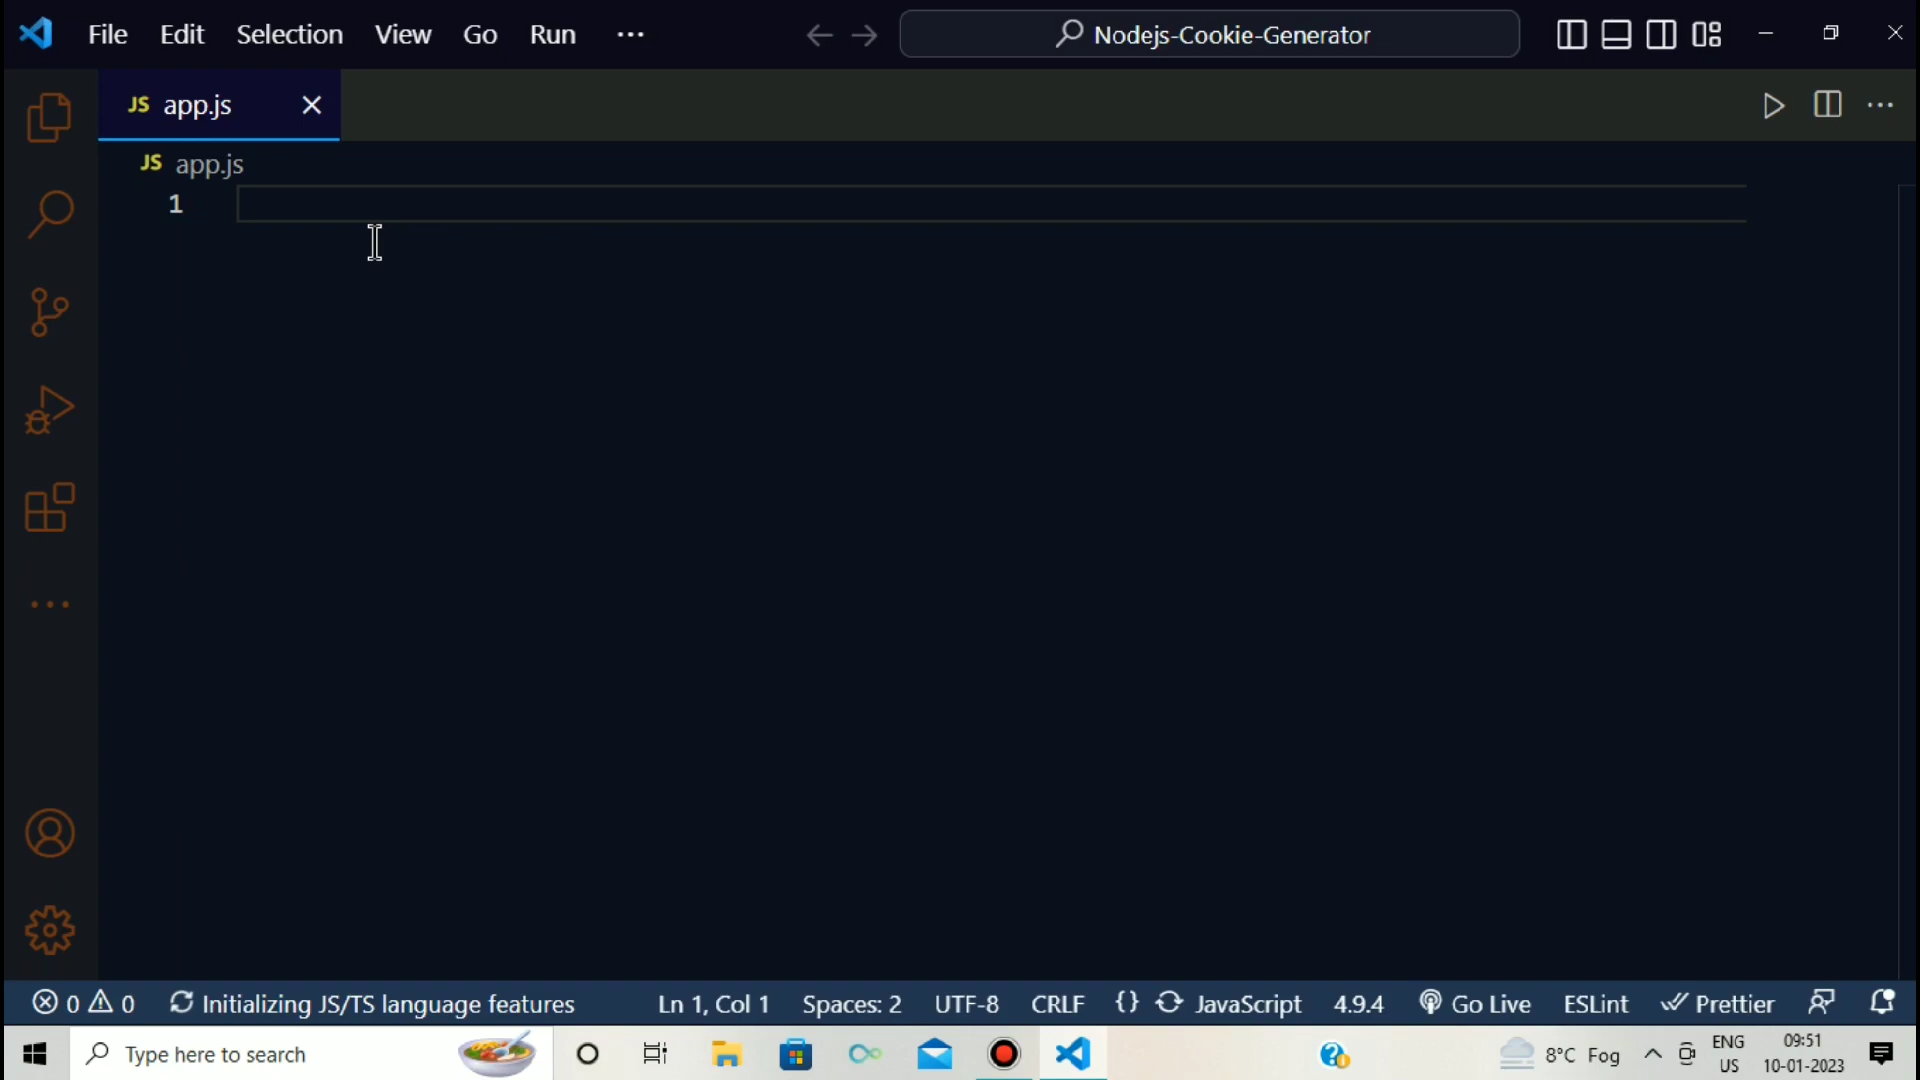 File Edit Selection View Go Run ··· Nodejs-Cookie-Generator
JS app.js
JS app.js
1
0 0 Initializing JS/TS language features Ln 1, Col 1 Spaces: 2 UTF-8 CRLF {} JavaScript 4.9.4 Go Live ESLint Prettier
Type here to search 8°C Fog ENG US 09:51 10-01-2023